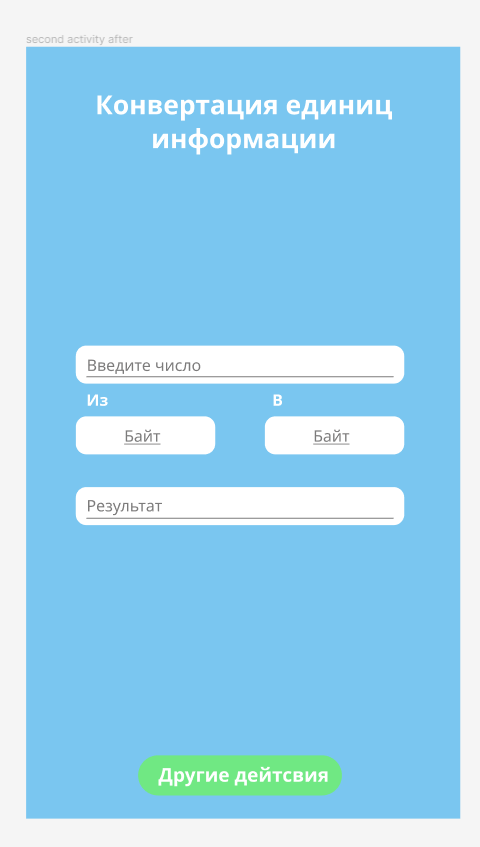 second activity after
Конвертация единиц
информации
Введите число
Из В
Байт Байт
Результат
Другие дейтсвия